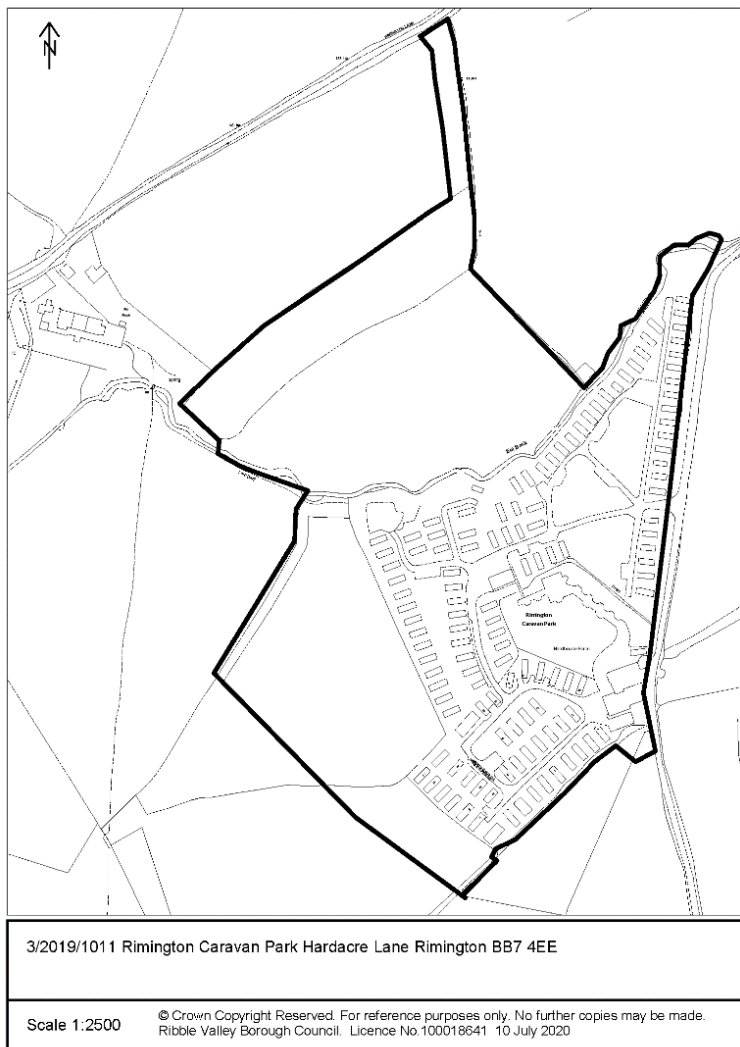 N
Eel Beck
Rimington
Caravan Park
3/2019/1011 Rimington Caravan Park Hardacre Lane Rimington BB7 4EE
Scale 1:2500
© Crown Copyright Reserved. For reference purposes only. No further copies may be made.
Ribble Valley Borough Council. Licence No.100018641 10 July 2020